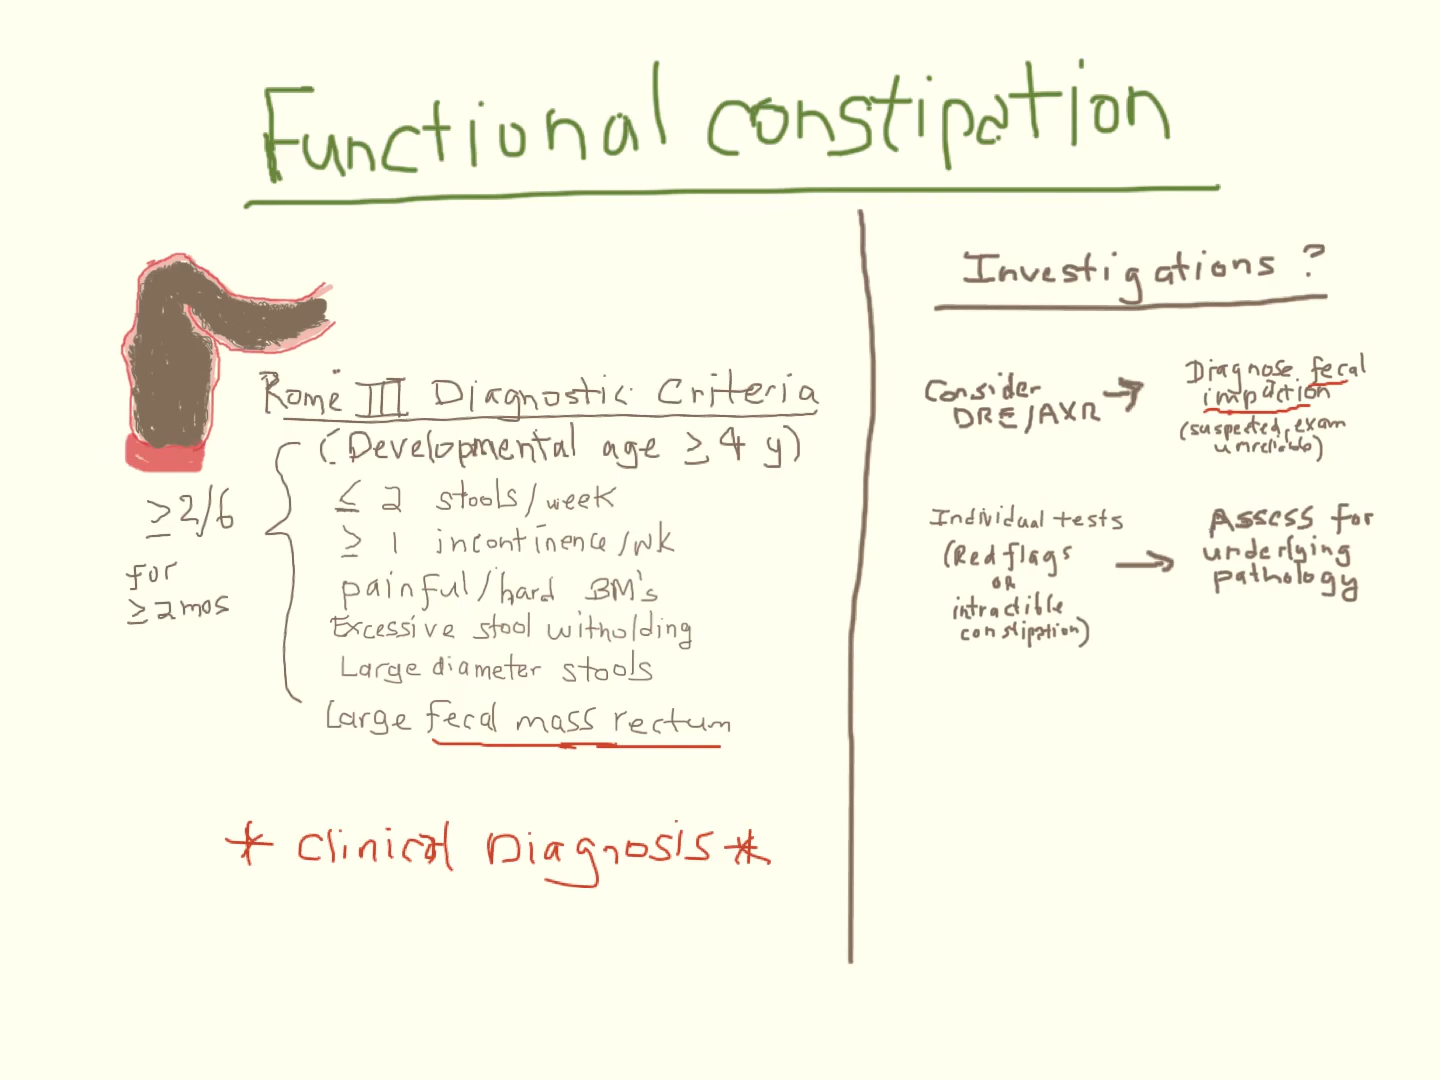 Functional constipation
Rome III Diagnostic Criteria
(Developmental age ≥ 4 y)
≥2/6
for
≥2mos
≤ 2 stools/week
≥ 1 incontinence/wk
painful/hard BM's
Excessive stool witholding
Large diameter stools
Large fecal mass rectum
* Clinical Diagnosis *
Investigations ?
Consider
DRE/AXR →
Diagnose fecal
impaction
(suspected, exam
unreliable)
Individual tests
(Red flags
OR
intractible
constipation)
→
Assess for
underlying
pathology